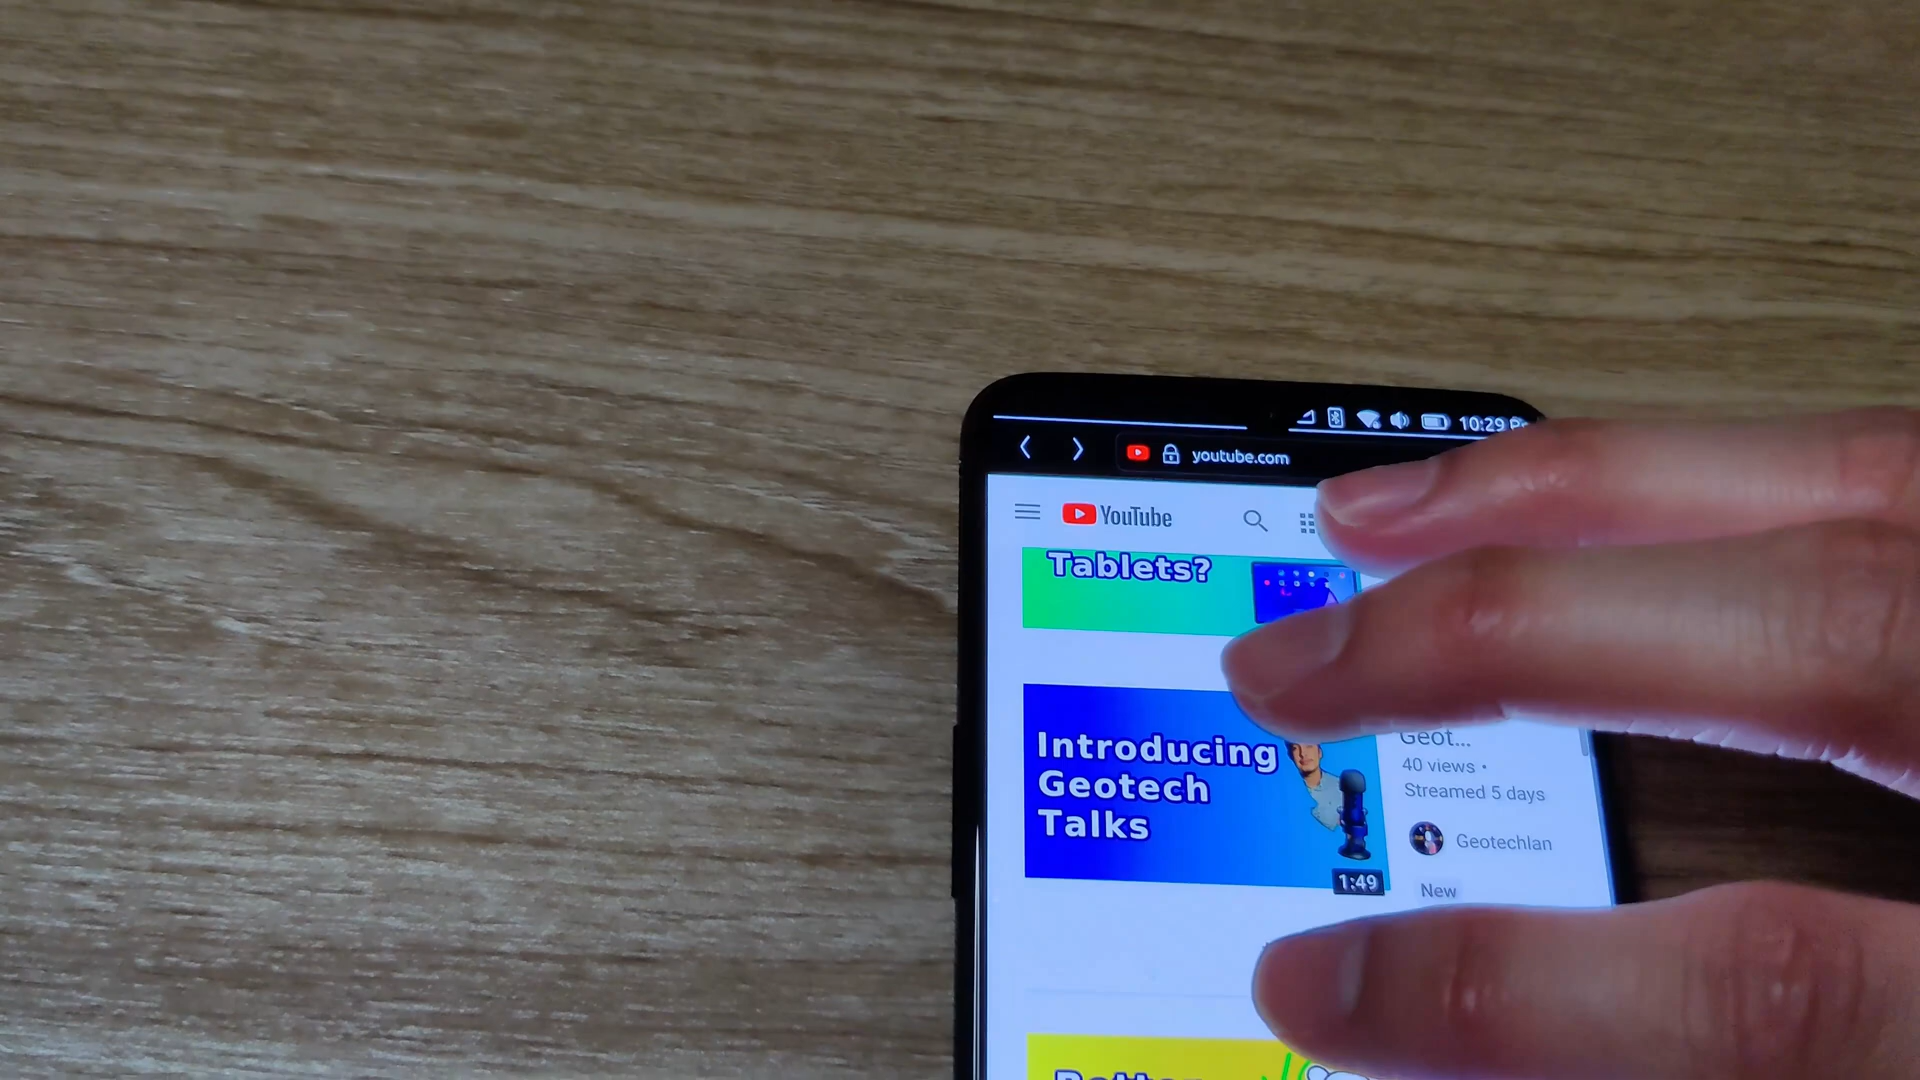 10:29
youtube.com
YouTube
Tablets?
Introducing
Geotech
Talks
1:49
Geot...
40 views •
Streamed 5 days
Geotechlan
New